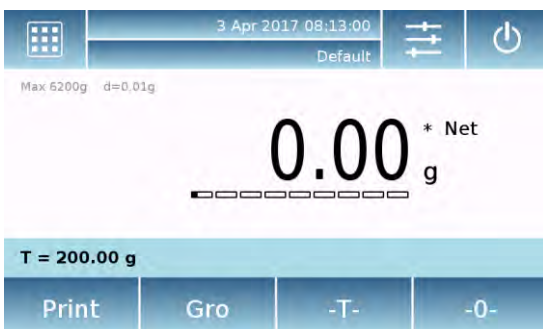 3 Apr 2017 08:13:00
Default
Max 6200g d=0.01g
0.00 * Net
g
T = 200.00 g
Print Gro -T- -0-